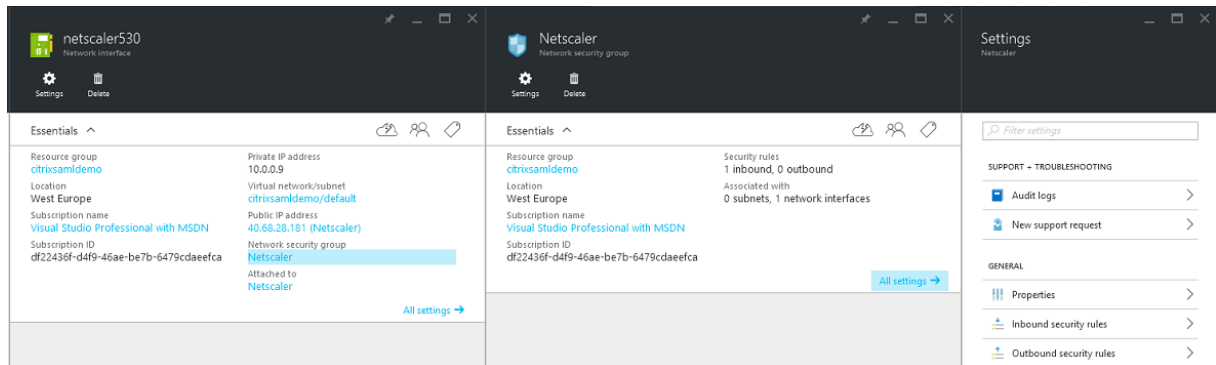 netscaler530
Network interface
Settings
Delete
Essentials
Resource group
citrixsamldemo
Location
West Europe
Subscription name
Visual Studio Professional with MSDN
Subscription ID
df22436f-d4f9-46ae-be7b-6479cdaeefca
Private IP address
10.0.0.9
Virtual network/subnet
citrixsamldemo/default
Public IP address
40.68.28.181 (Netscaler)
Network security group
Netscaler
Attached to
Netscaler
All settings →
Netscaler
Network security group
Settings
Delete
Essentials
Resource group
citrixsamldemo
Location
West Europe
Subscription name
Visual Studio Professional with MSDN
Subscription ID
df22436f-d4f9-46ae-be7b-6479cdaeefca
Security rules
1 inbound, 0 outbound
Associated with
0 subnets, 1 network interfaces
All settings →
Settings
Netscaler
Filter settings
SUPPORT + TROUBLESHOOTING
Audit logs
New support request
GENERAL
Properties
Inbound security rules
Outbound security rules